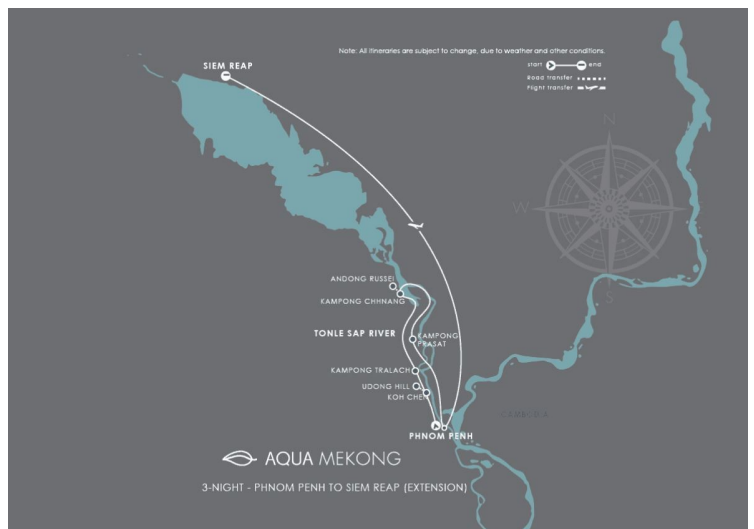 Note: All itineraries are subject to change, due to weather and other conditions.
SIEM REAP
start end
Road transfer
Flight transfer
N
W
S
ANDONG RUSSEI
KAMPONG CHHNANG
TONLE SAP RIVER
KAMPONG
PRASAT
KAMPONG TRALACH
UDONG HILL
KOH CHEN
CAMBODIA
PHNOM PENH
AQUA MEKONG
3-NIGHT - PHNOM PENH TO SIEM REAP (EXTENSION)